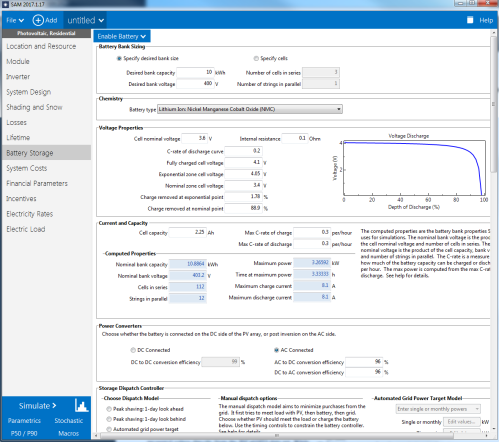 SAM 2017.1.17
File
Add
untitled
Help
Photovoltaic, Residential
Location and Resource
Module
Inverter
System Design
Shading and Snow
Losses
Lifetime
Battery Storage
System Costs
Financial Parameters
Incentives
Electricity Rates
Electric Load
Simulate >
Parametrics Stochastic
P50 / P90 Macros
Enable Battery
Battery Bank Sizing
Specify desired bank size
Specify cells
Desired bank capacity 10 kWh
Number of cells in series 3
Desired bank voltage 400 V
Number of strings in parallel 1
Chemistry
Battery type Lithium Ion: Nickel Manganese Cobalt Oxide (NMC)
Voltage Properties
Cell nominal voltage 3.6 V
Internal resistance 0.1 Ohm
C-rate of discharge curve 0.2
Fully charged cell voltage 4.1 V
Exponential zone cell voltage 4.05 V
Nominal zone cell voltage 3.4 V
Charge removed at exponential point 1.78 %
Charge removed at nominal point 88.9 %
Voltage Discharge
Voltage (V)
4
2
0 20 40 60 80 100
Depth of Discharge (%)
Current and Capacity
Cell capacity 2.25 Ah
Max C-rate of charge 0.3 per/hour
Max C-rate of discharge 0.3 per/hour
Computed Properties
Nominal bank capacity 10.8864 kWh
Nominal bank voltage 403.2 V
Cells in series 112
Strings in parallel 12
Maximum power 3.26592 kW
Time at maximum power 3.33333 h
Maximum charge current 8.1 A
Maximum discharge current 8.1 A
The computed properties are the battery bank properties S
uses for simulations. The nominal bank voltage is the produ
the cell nominal voltage and number of cells in series. The
nominal voltage is the product of the cell capacity, bank v
and number of strings in parallel. The C-rate is a measure
how much of the battery capacity can be charged or disch
per hour. The max power is computed from the max C-rat
discharge. See help for details.
Power Converters
Choose whether the battery is connected on the DC side of the PV array, or post inversion on the AC side.
DC Connected
AC Connected
DC to DC conversion efficiency 99 %
AC to DC conversion efficiency 96 %
DC to AC conversion efficiency 96 %
Storage Dispatch Controller
Choose Dispatch Model
Peak shaving: 1-day look ahead
Peak shaving: 1-day look behind
Automated grid power target
Manual dispatch options
The manual dispatch model aims to minimize purchases from the
grid. It first tries to meet load with PV, then battery, then grid.
Choose whether PV should meet the load or charge the battery
below. Use the timing controls to constrain the battery controller.
Automated Grid Power Target Model
Enter single or monthly powers
Single or monthly Edit values... kW